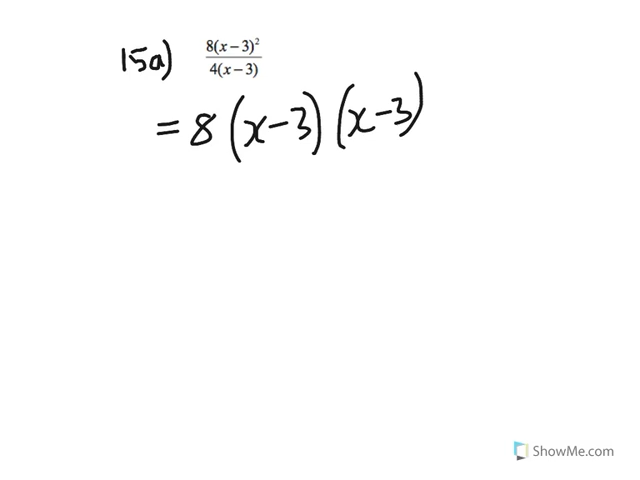 15a) 8(x – 3)² / 4(x – 3)
= 8 (x – 3) (x – 3)
ShowMe.com